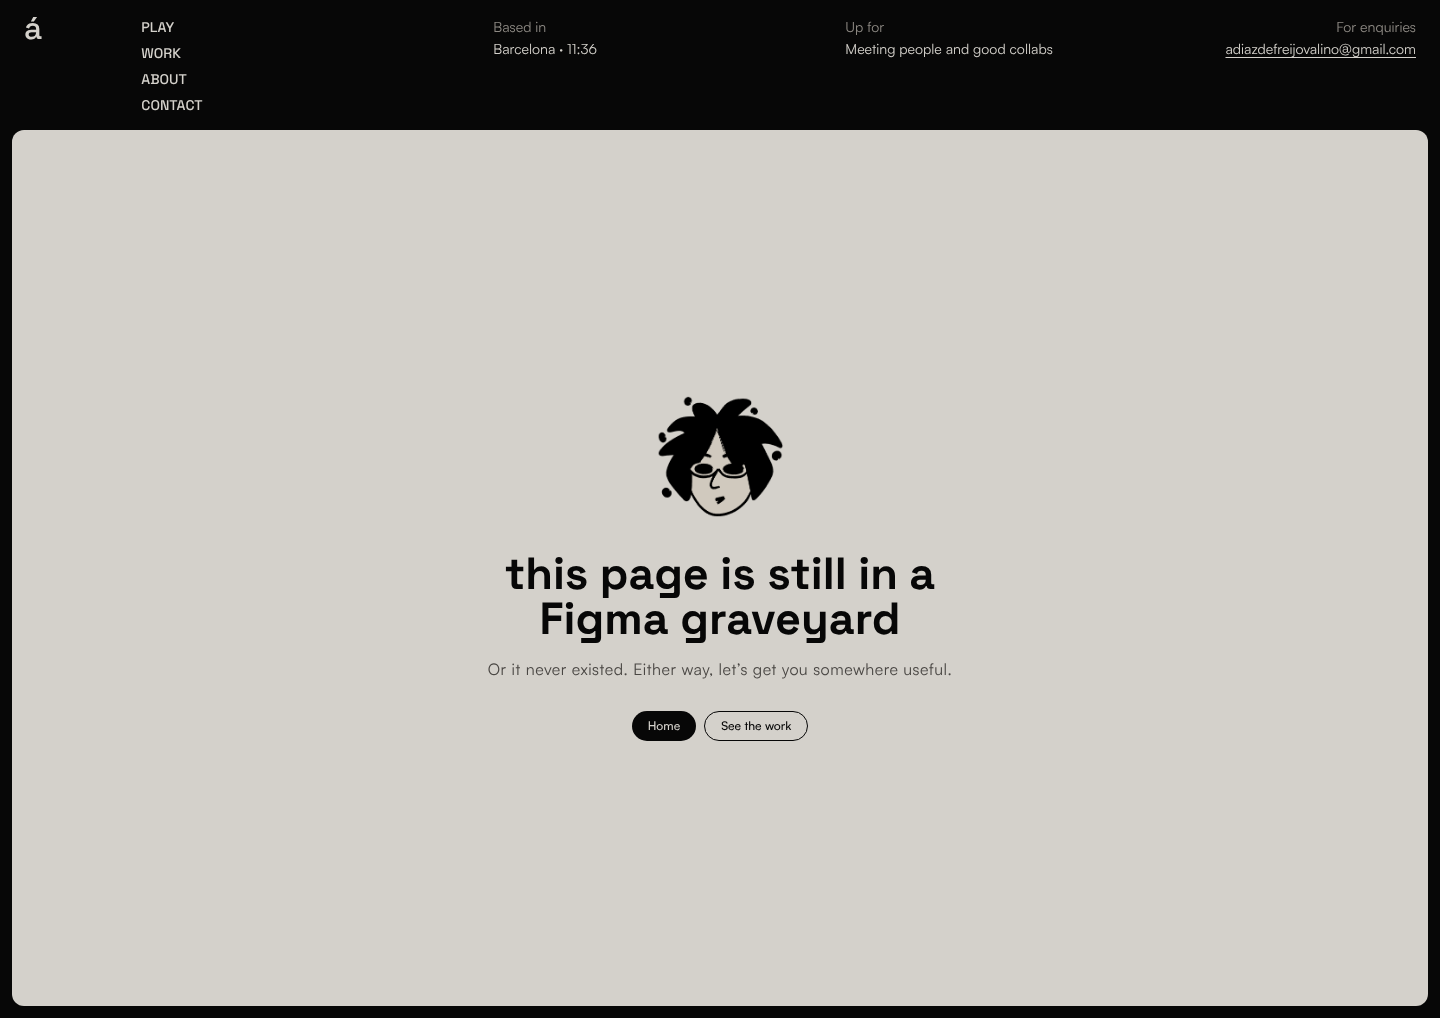 á
PLAY
WORK
ABOUT
CONTACT
Based in
Barcelona · 11:36
Up for
Meeting people and good collabs
For enquiries
adiazdefreijovalino@gmail.com
this page is still in a
Figma graveyard
Or it never existed. Either way, let’s get you somewhere useful.
Home
See the work